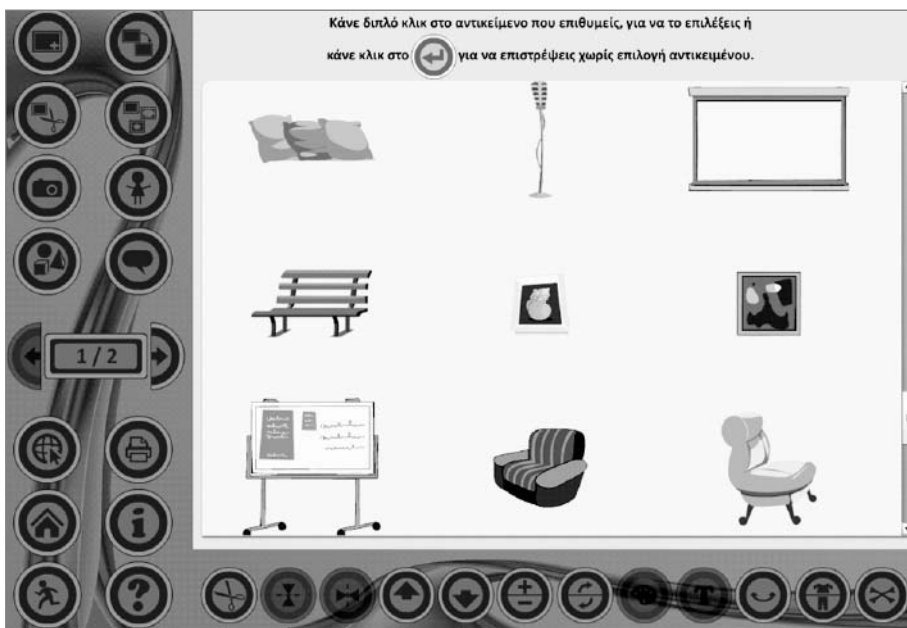 Κάνε διπλό κλικ στο αντικείμενο που επιθυμείς, για να το επιλέξεις ή
κάνε κλικ στο για να επιστρέψεις χωρίς επιλογή αντικειμένου.
1 / 2
i
?
T